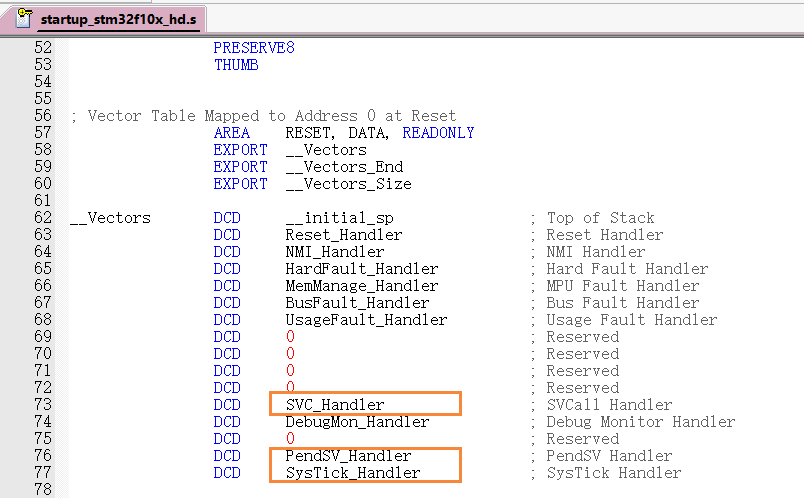 startup_stm32f10x_hd.s
52 PRESERVE8
53 THUMB
54
55
56 ; Vector Table Mapped to Address 0 at Reset
57 AREA RESET, DATA, READONLY
58 EXPORT __Vectors
59 EXPORT __Vectors_End
60 EXPORT __Vectors_Size
61
62 __Vectors DCD __initial_sp ; Top of Stack
63 DCD Reset_Handler ; Reset Handler
64 DCD NMI_Handler ; NMI Handler
65 DCD HardFault_Handler ; Hard Fault Handler
66 DCD MemManage_Handler ; MPU Fault Handler
67 DCD BusFault_Handler ; Bus Fault Handler
68 DCD UsageFault_Handler ; Usage Fault Handler
69 DCD 0 ; Reserved
70 DCD 0 ; Reserved
71 DCD 0 ; Reserved
72 DCD 0 ; Reserved
73 DCD SVC_Handler ; SVCall Handler
74 DCD DebugMon_Handler ; Debug Monitor Handler
75 DCD 0 ; Reserved
76 DCD PendSV_Handler ; PendSV Handler
77 DCD SysTick_Handler ; SysTick Handler
78